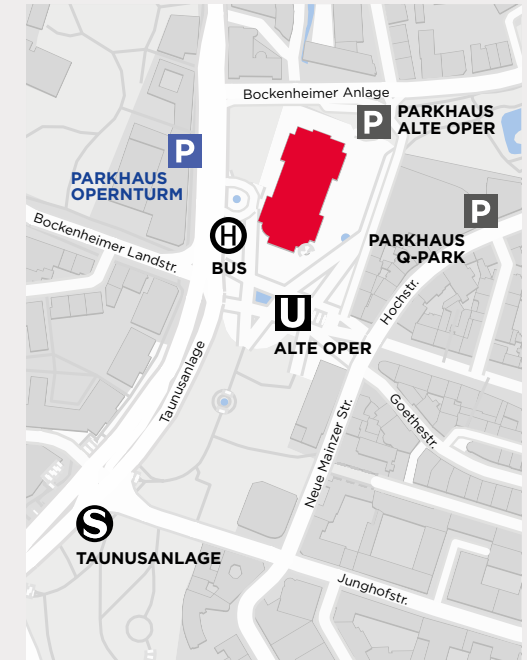 Bockenheimer Anlage
P
PARKHAUS
ALTE OPER
P
PARKHAUS
OPERNTURM
P
PARKHAUS
Q-PARK
Bockenheimer Landstr.
H
BUS
U
ALTE OPER
Hochstr.
Taunusanlage
Goethestr.
Neue Mainzer Str.
S
TAUNUSANLAGE
Junghofstr.